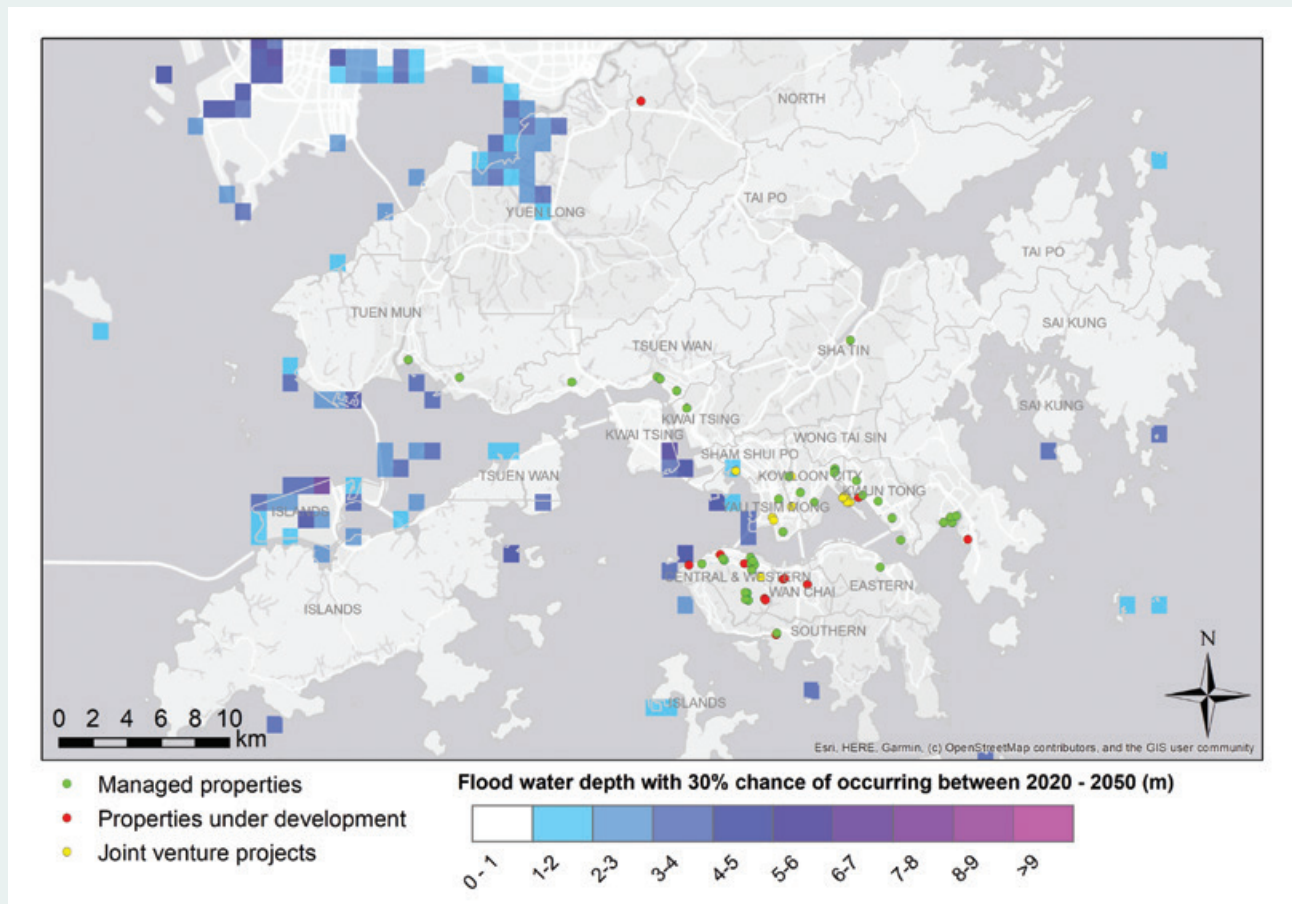 NORTH
TAI PO
YUEN LONG
TAI PO
TUEN MUN
SAI KUNG
TSUEN WAN
SHA TIN
SAI KUNG
KWAI TSING
KWAI TSING
WONG TAI SIN
SHAM SHUI PO
TSUEN WAN
KOWLOON CITY
KWUN TONG
YAU TSIM MONG
ISLANDS
CENTRAL & WESTERN
EASTERN
WAN CHAI
ISLANDS
SOUTHERN
N
ISLANDS
0 2 4 6 8 10
km
Esri, HERE, Garmin, (c) OpenStreetMap contributors, and the GIS user community
Managed properties
Properties under development
Joint venture projects
Flood water depth with 30% chance of occurring between 2020 - 2050 (m)
0 - 1 1-2 2-3 3-4 4-5 5-6 6-7 7-8 8-9 >9